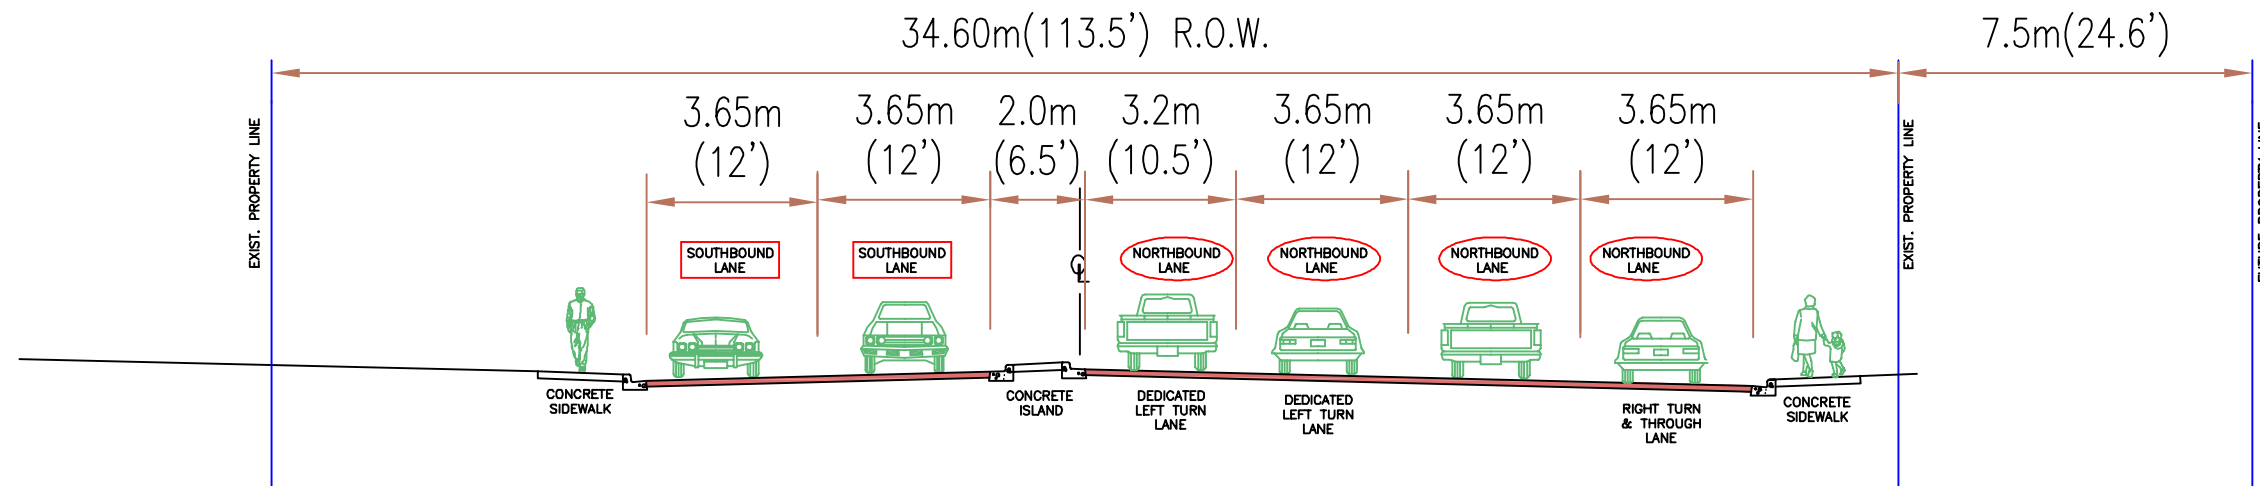 34.60m(113.5') R.O.W.
7.5m(24.6')
3.65m
(12')
3.65m
(12')
2.0m
(6.5')
3.2m
(10.5')
3.65m
(12')
3.65m
(12')
3.65m
(12')
EXIST. PROPERTY LINE
EXIST. PROPERTY LINE
SOUTHBOUND
LANE
SOUTHBOUND
LANE
NORTHBOUND
LANE
NORTHBOUND
LANE
NORTHBOUND
LANE
NORTHBOUND
LANE
CONCRETE
SIDEWALK
CONCRETE
ISLAND
DEDICATED
LEFT TURN
LANE
DEDICATED
LEFT TURN
LANE
RIGHT TURN
& THROUGH
LANE
CONCRETE
SIDEWALK